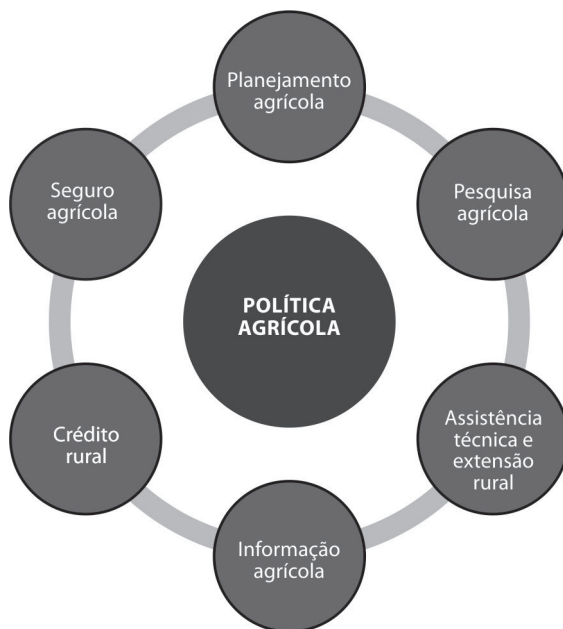 Planejamento
agrícola
Seguro
agrícola
Pesquisa
agrícola
POLÍTICA
AGRÍCOLA
Crédito
rural
Assistência
técnica e
extensão
rural
Informação
agrícola